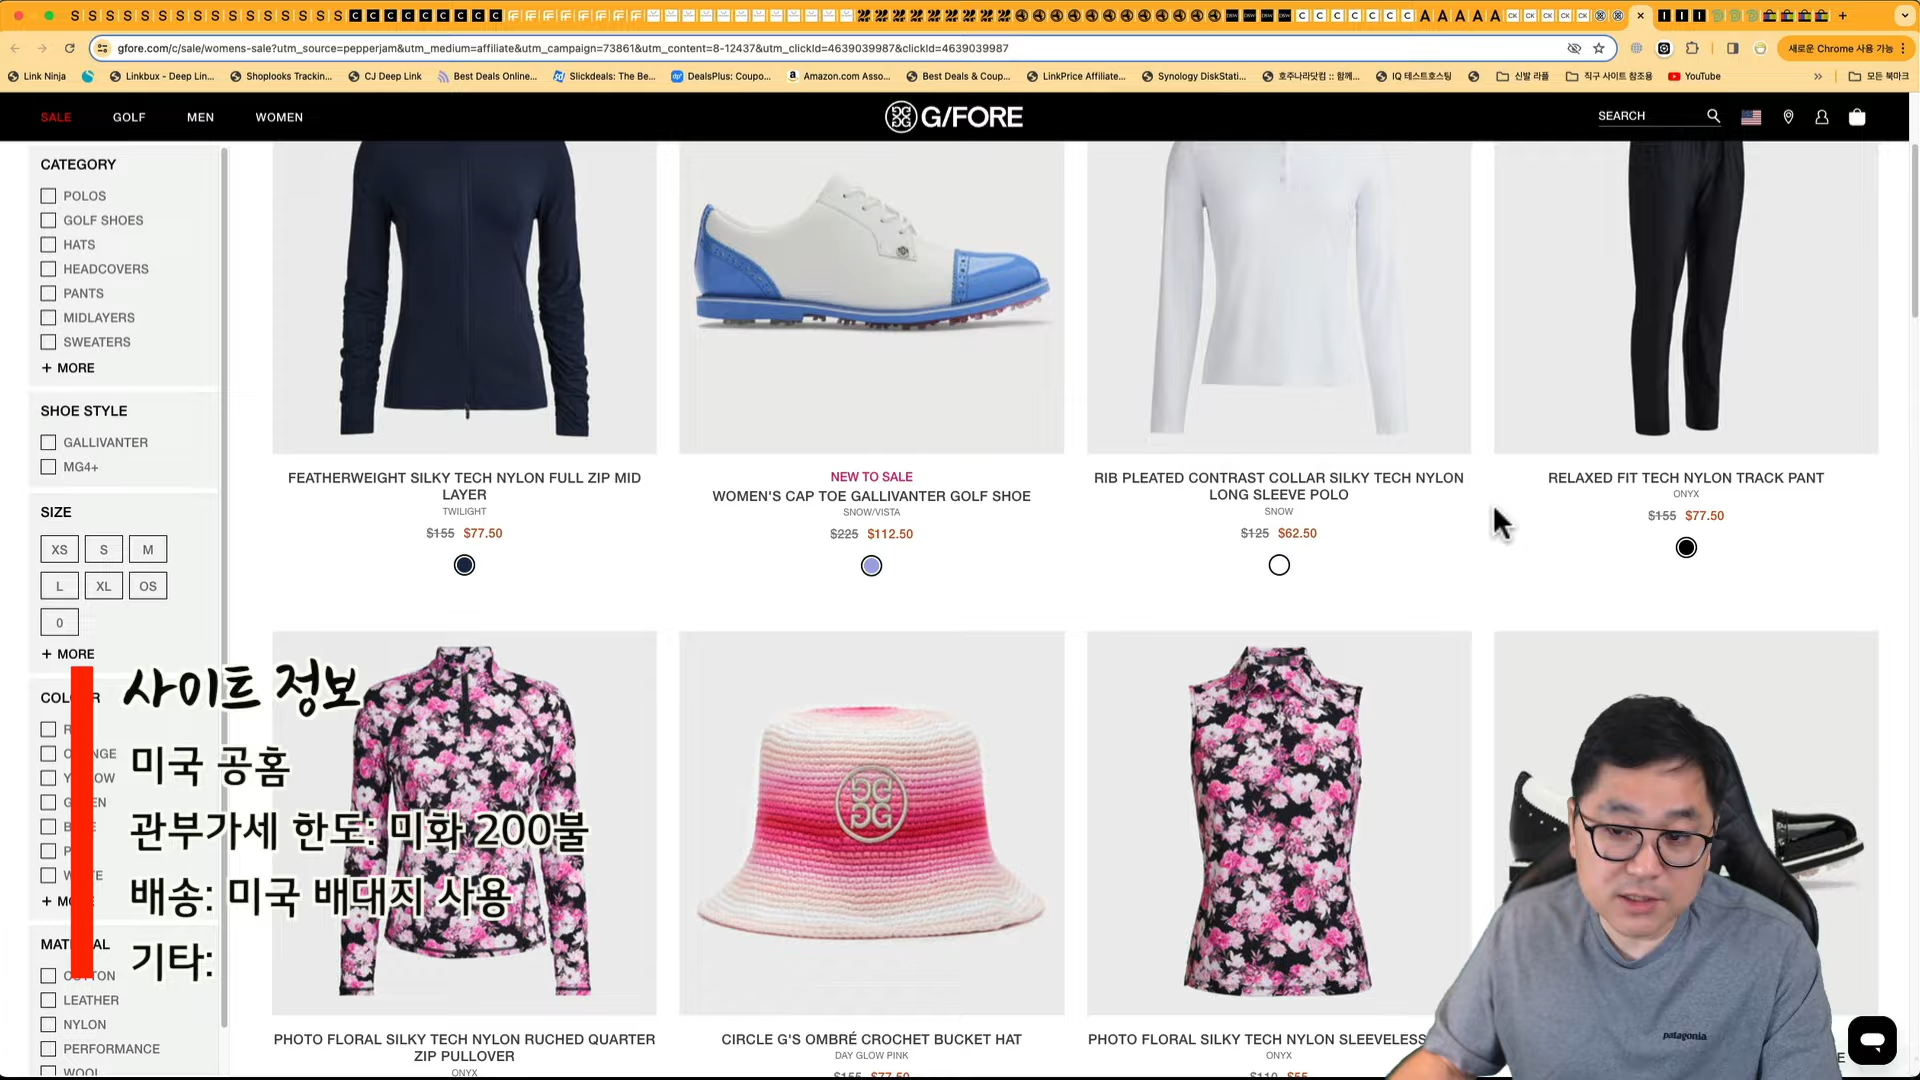 gfore.com/c/sale/womens-sale?utm_source=pepperjam&utm_medium=affiliate&utm_campaign=73861&utm_content=8-12437&utm_clickId=4639039987&clickId=4639039987
새로운 Chrome 사용 가능
Link Ninja
Linkbux - Deep Lin...
Shoplooks Trackin...
CJ Deep Link
Best Deals Online...
Slickdeals: The Be...
DealsPlus: Coupo...
Amazon.com Asso...
Best Deals & Coup...
LinkPrice Affiliate...
Synology DiskStati...
호주나라닷컴 :: 함께...
IQ 테스트호스팅
신발 라플
직구 사이트 참조용
YouTube
모든 북마크
SALE
GOLF
MEN
WOMEN
G/FORE
SEARCH
CATEGORY
POLOS
GOLF SHOES
HATS
HEADCOVERS
PANTS
MIDLAYERS
SWEATERS
+ MORE
SHOE STYLE
GALLIVANTER
MG4+
SIZE
XS
S
M
L
XL
OS
0
+ MORE
MATERIAL
LEATHER
NYLON
PERFORMANCE
WOOL
FEATHERWEIGHT SILKY TECH NYLON FULL ZIP MID
LAYER
TWILIGHT
$155 $77.50
NEW TO SALE
WOMEN'S CAP TOE GALLIVANTER GOLF SHOE
SNOW/VISTA
$225 $112.50
RIB PLEATED CONTRAST COLLAR SILKY TECH NYLON
LONG SLEEVE POLO
SNOW
$125 $62.50
RELAXED FIT TECH NYLON TRACK PANT
ONYX
$155 $77.50
PHOTO FLORAL SILKY TECH NYLON RUCHED QUARTER
ZIP PULLOVER
ONYX
CIRCLE G'S OMBRÉ CROCHET BUCKET HAT
DAY GLOW PINK
$155 $77.50
PHOTO FLORAL SILKY TECH NYLON SLEEVELESS
ONYX
$110 $55
사이트 정보
미국 공홈
관부가세 한도: 미화 200불
배송: 미국 배대지 사용
기타:
patagonia